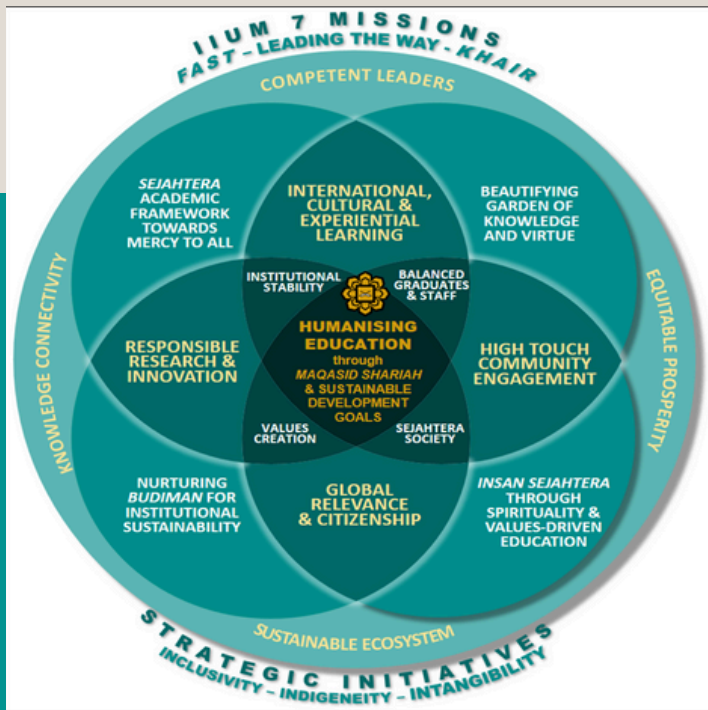 IIUM 7 MISSIONS
FAST – LEADING THE WAY - KHAIR
COMPETENT LEADERS
SEJAHTERA
ACADEMIC
FRAMEWORK
TOWARDS
MERCY TO ALL
INTERNATIONAL,
CULTURAL &
EXPERIENTIAL
LEARNING
BEAUTIFYING
GARDEN OF
KNOWLEDGE
AND VIRTUE
INSTITUTIONAL
STABILITY
BALANCED
GRADUATES
& STAFF
KNOWLEDGE CONNECTIVITY
RESPONSIBLE
RESEARCH &
INNOVATION
HUMANISING
EDUCATION
through
MAQASID SHARIAH
& SUSTAINABLE
DEVELOPMENT
GOALS
HIGH TOUCH
COMMUNITY
ENGAGEMENT
EQUITABLE PROSPERITY
VALUES
CREATION
SEJAHTERA
SOCIETY
NURTURING
BUDIMAN FOR
INSTITUTIONAL
SUSTAINABILITY
GLOBAL
RELEVANCE
& CITIZENSHIP
INSAN SEJAHTERA
THROUGH
SPIRITUALITY &
VALUES-DRIVEN
EDUCATION
SUSTAINABLE ECOSYSTEM
STRATEGIC INITIATIVES
INCLUSIVITY – INDIGENEITY – INTANGIBILITY